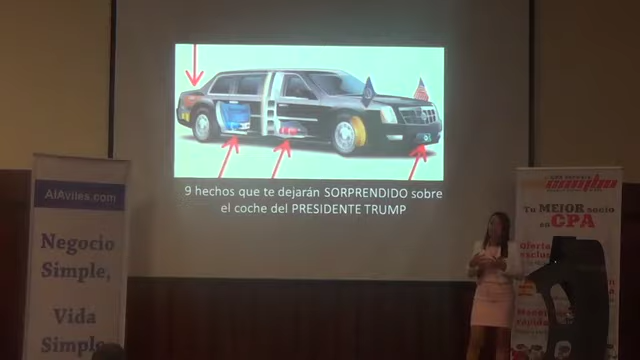 9 hechos que te dejarán SORPRENDIDO sobre
el coche del PRESIDENTE TRUMP
AlAviles.com
Negocio
Simple,
Vida
Simple
Tu MEJOR socio
en CPA